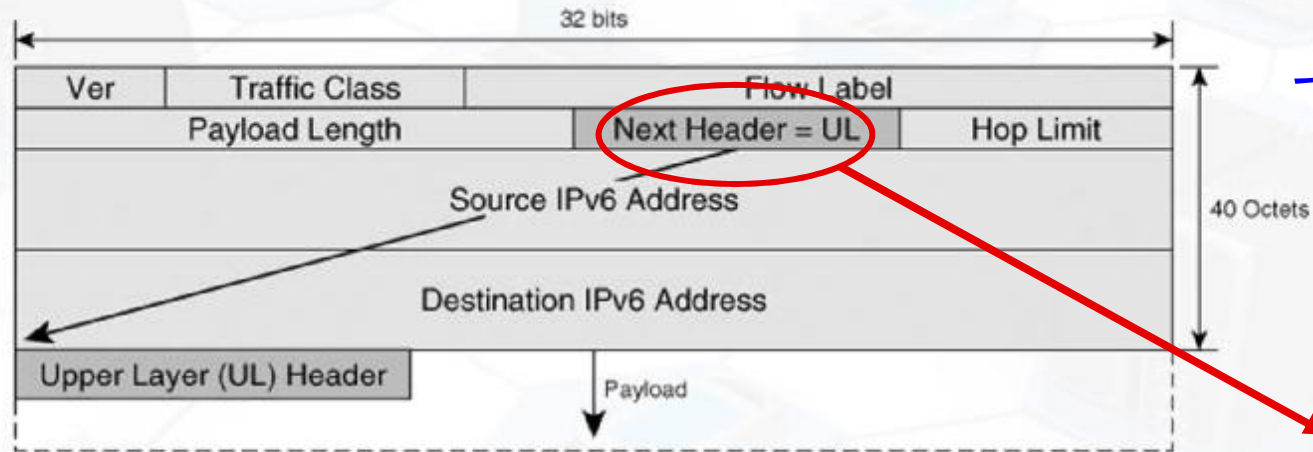 32 bits
Ver Traffic Class Flow Label
Payload Length Next Header = UL Hop Limit
Source IPv6 Address
40 Octets
Destination IPv6 Address
Upper Layer (UL) Header
Payload